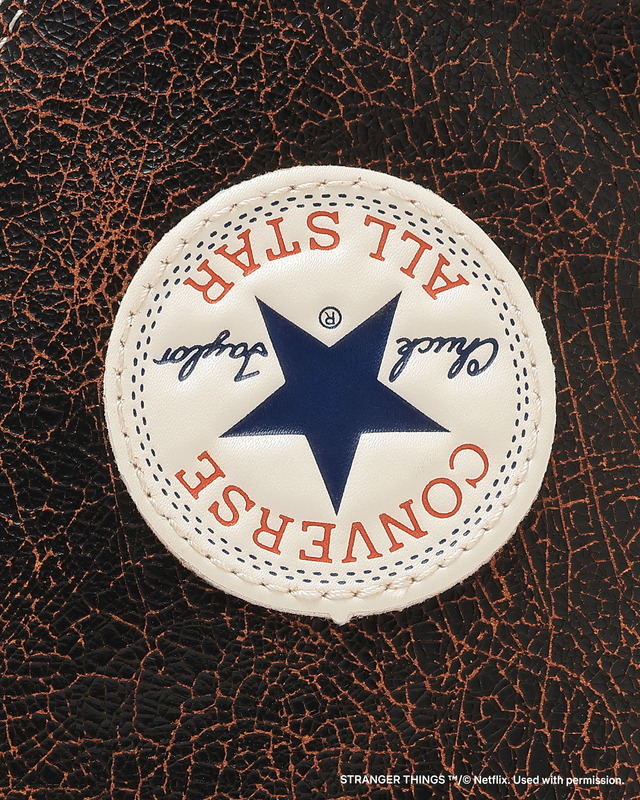 CONVERSE
Chuck Taylor
®
ALL STAR
STRANGER THINGS ™/© Netflix. Used with permission.